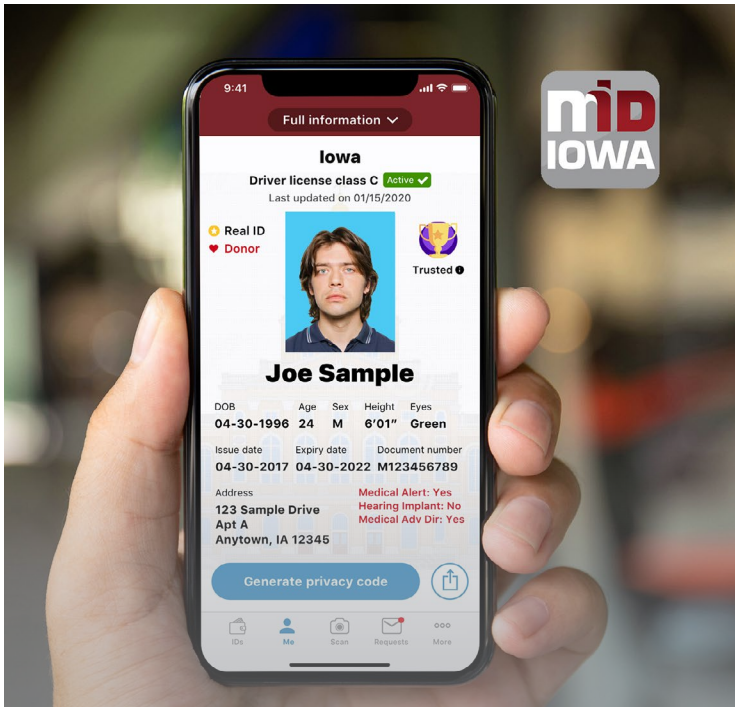 9:41
Full information
Iowa
Driver license class C Active
Last updated on 01/15/2020
Real ID
Donor
Trusted
Joe Sample
DOB Age Sex Height Eyes
04-30-1996 24 M 6'01” Green
Issue date Expiry date Document number
04-30-2017 04-30-2022 M123456789
Address
123 Sample Drive
Apt A
Anytown, IA 12345
Medical Alert: Yes
Hearing Implant: No
Medical Adv Dir: Yes
Generate privacy code
IDs Me Scan Requests More
mID
IOWA